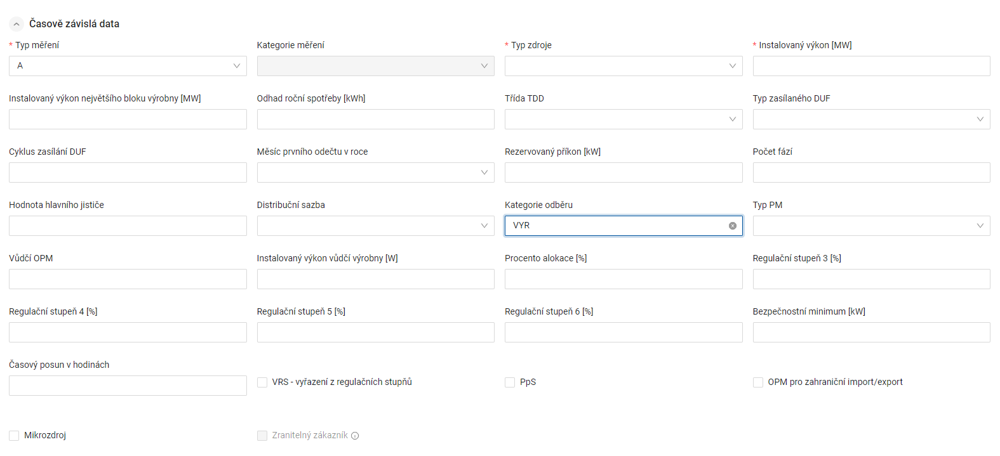 Časově závislá data
* Typ měření
Kategorie měření
* Typ zdroje
* Instalovaný výkon [MW]
A
Instalovaný výkon největšího bloku výrobny [MW]
Odhad roční spotřeby [kWh]
Třída TDD
Typ zasílaného DUF
Cyklus zasílání DUF
Měsíc prvního odečtu v roce
Rezervovaný příkon [kW]
Počet fází
Hodnota hlavního jističe
Distribuční sazba
Kategorie odběru
Typ PM
VYR
Vůdčí OPM
Instalovaný výkon vůdčí výrobny [W]
Procento alokace [%]
Regulační stupeň 3 [%]
Regulační stupeň 4 [%]
Regulační stupeň 5 [%]
Regulační stupeň 6 [%]
Bezpečnostní minimum [kW]
Časový posun v hodinách
VRS - vyřazení z regulačních stupňů
PpS
OPM pro zahraniční import/export
Mikrozdroj
Zranitelný zákazník